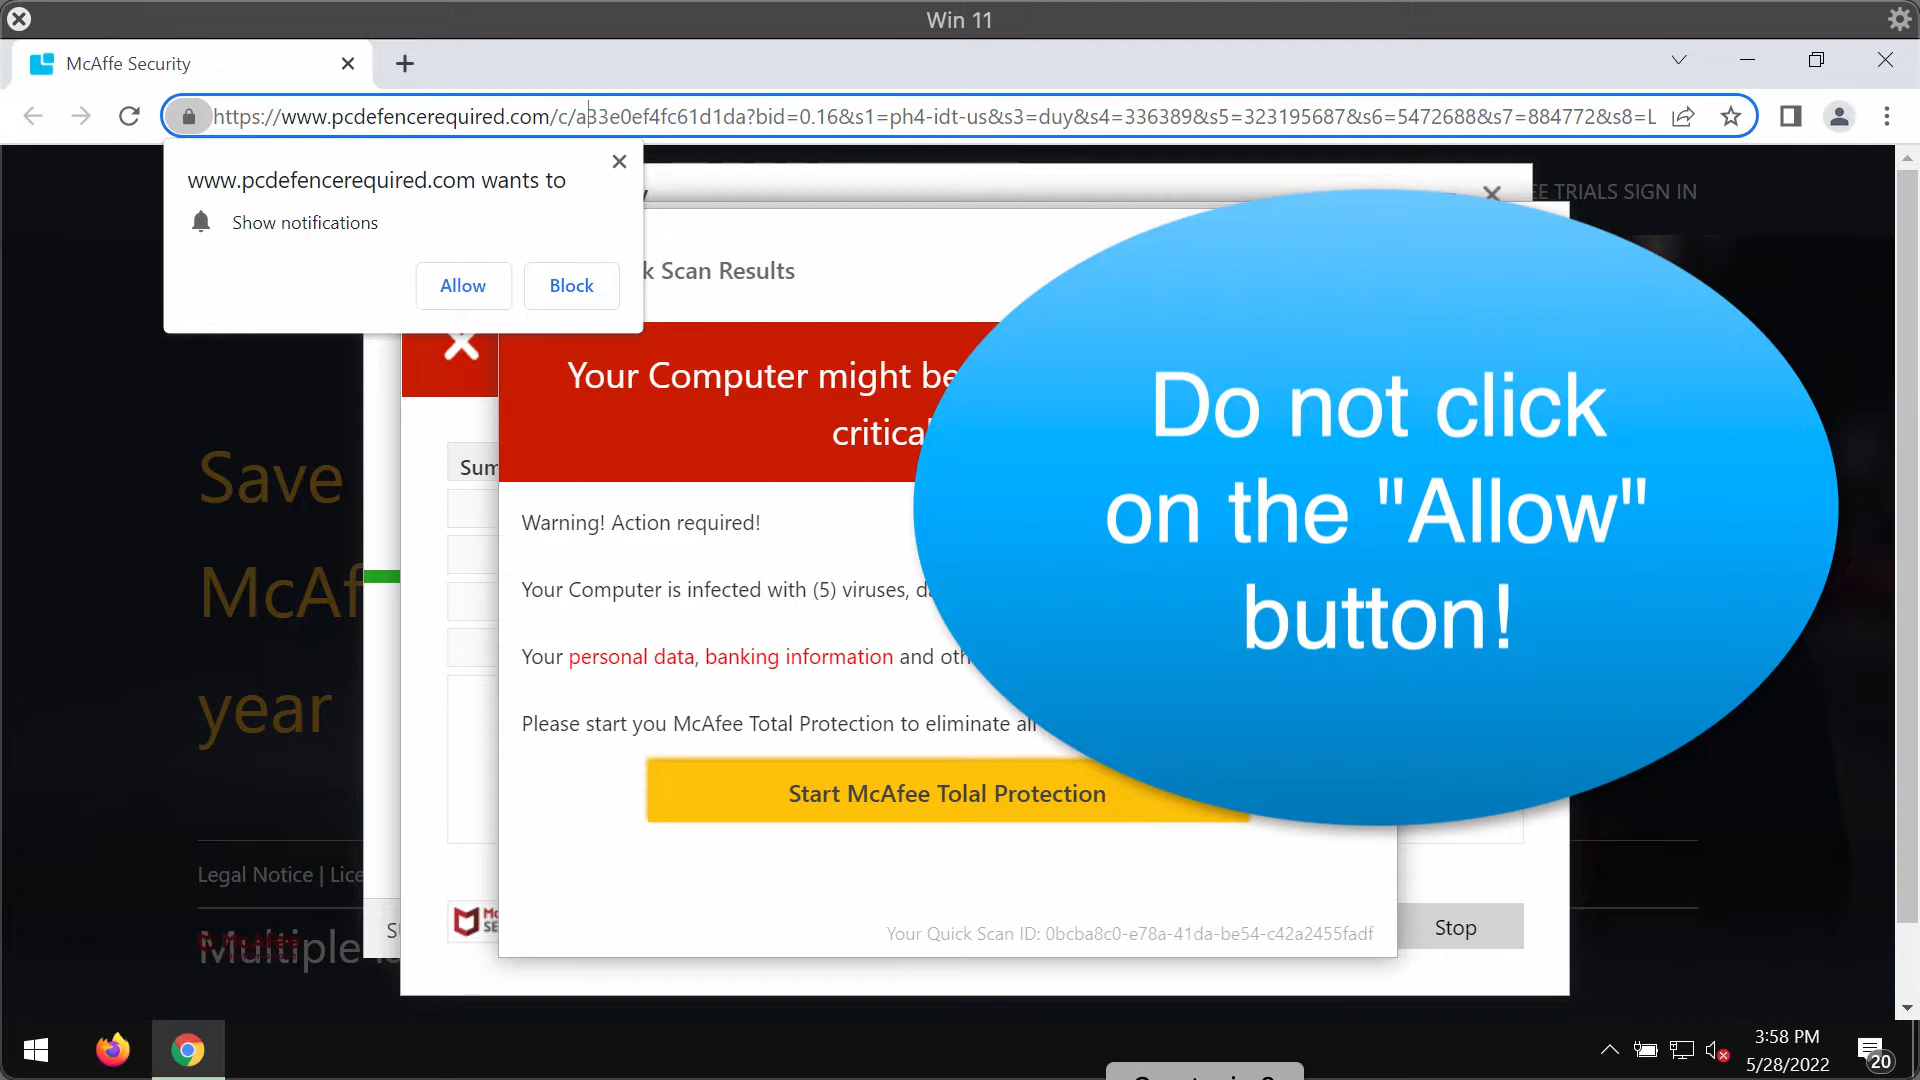 Win 11
McAffe Security
https://www.pcdefencerequired.com/c/a33e0ef4fc61d1da?bid=0.16&s1=ph4-idt-us&s3=duy&s4=336389&s5=323195687&s6=5472688&s7=884772&s8=L
www.pcdefencerequired.com wants to
Show notifications
Allow
Block
TRIALS SIGN IN
Scan Results
Your Computer might be
critical
Do not click
on the "Allow"
button!
Save
McAf
year
Sum
Warning! Action required!
Your Computer is infected with (5) viruses,
Your personal data, banking information and oth
Please start you McAfee Total Protection to eliminate all
Start McAfee Tolal Protection
Legal Notice | Lice
Multiple
Your Quick Scan ID: 0bcba8c0-e78a-41da-be54-c42a2455fadf
Stop
3:58 PM
5/28/2022
20